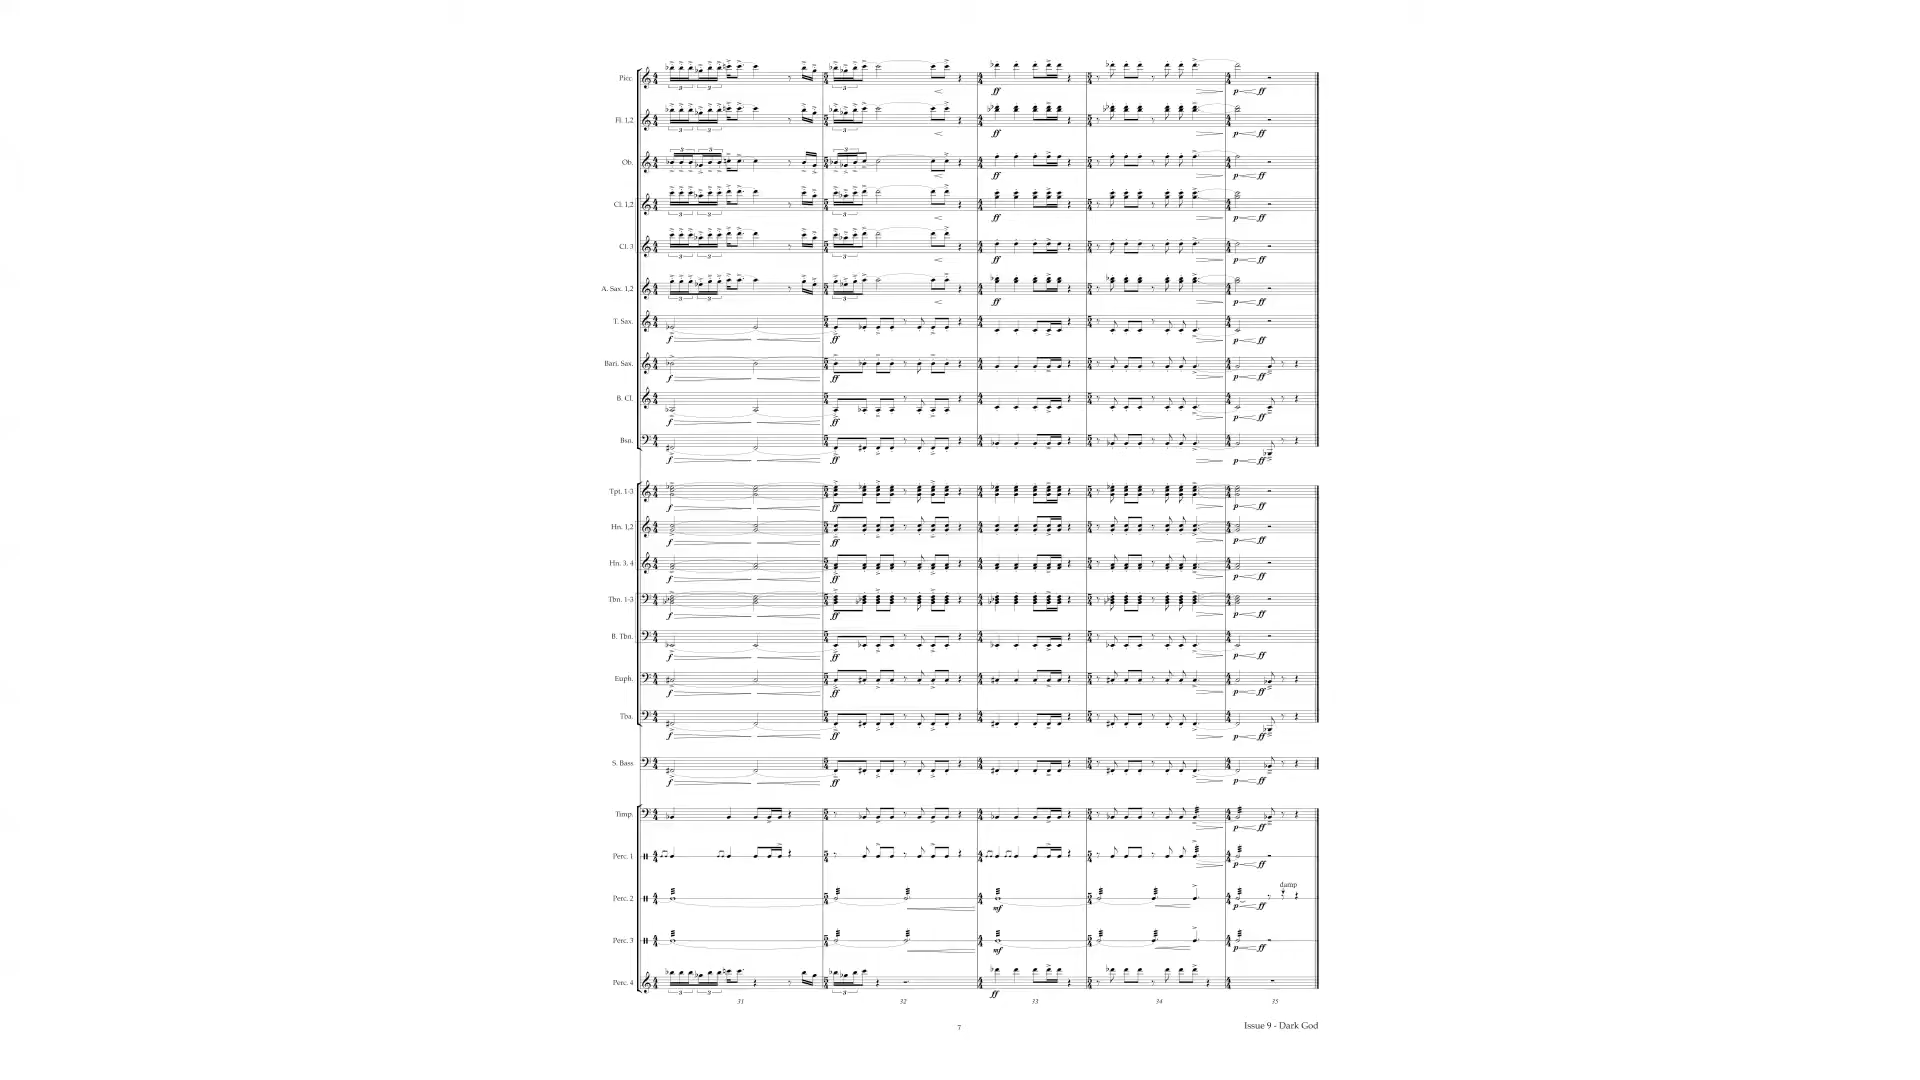 Picc.
Fl. 1,2
Ob.
Cl. 1,2
Cl. 3
A. Sax. 1,2
T. Sax.
Bari. Sax.
B. Cl.
Bsn.
Tpt. 1-3
Hn. 1,2
Hn. 3, 4
Tbn. 1-3
B. Tbn.
Euph.
Tba.
S. Bass
Timp.
Perc. 1
Perc. 2
damp
Perc. 3
Perc. 4
31 32 33 34 35
7
Issue 9 - Dark God